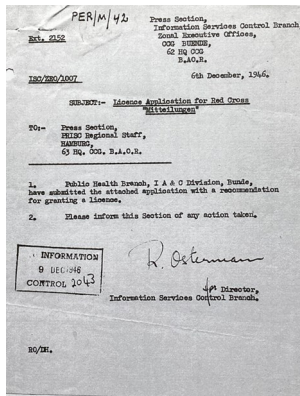 PER/M/42
Press Section,
Information Services Control Branch,
Zonal Executive Offices,
CCG BUENDE,
62 HQ CCG
B.A.O.R.
Ext. 2152
ISC/ZEO/1007
6th December, 1946.
SUBJECT:- Licence Application for Red Cross
"Mitteilungen"
TO:- Press Section,
PRISC Regional Staff,
HAMBURG,
63 HQ. CCG. B.A.O.R.
1. Public Health Branch, I A & C Division, Bunde,
have submitted the attached application with a recommendation
for granting a licence.
2. Please inform this Section of any action taken.
R. Ostermann
INFORMATION
9 DEC 1946
CONTROL 2043
for Director,
Information Services Control Branch.
RO/DH.